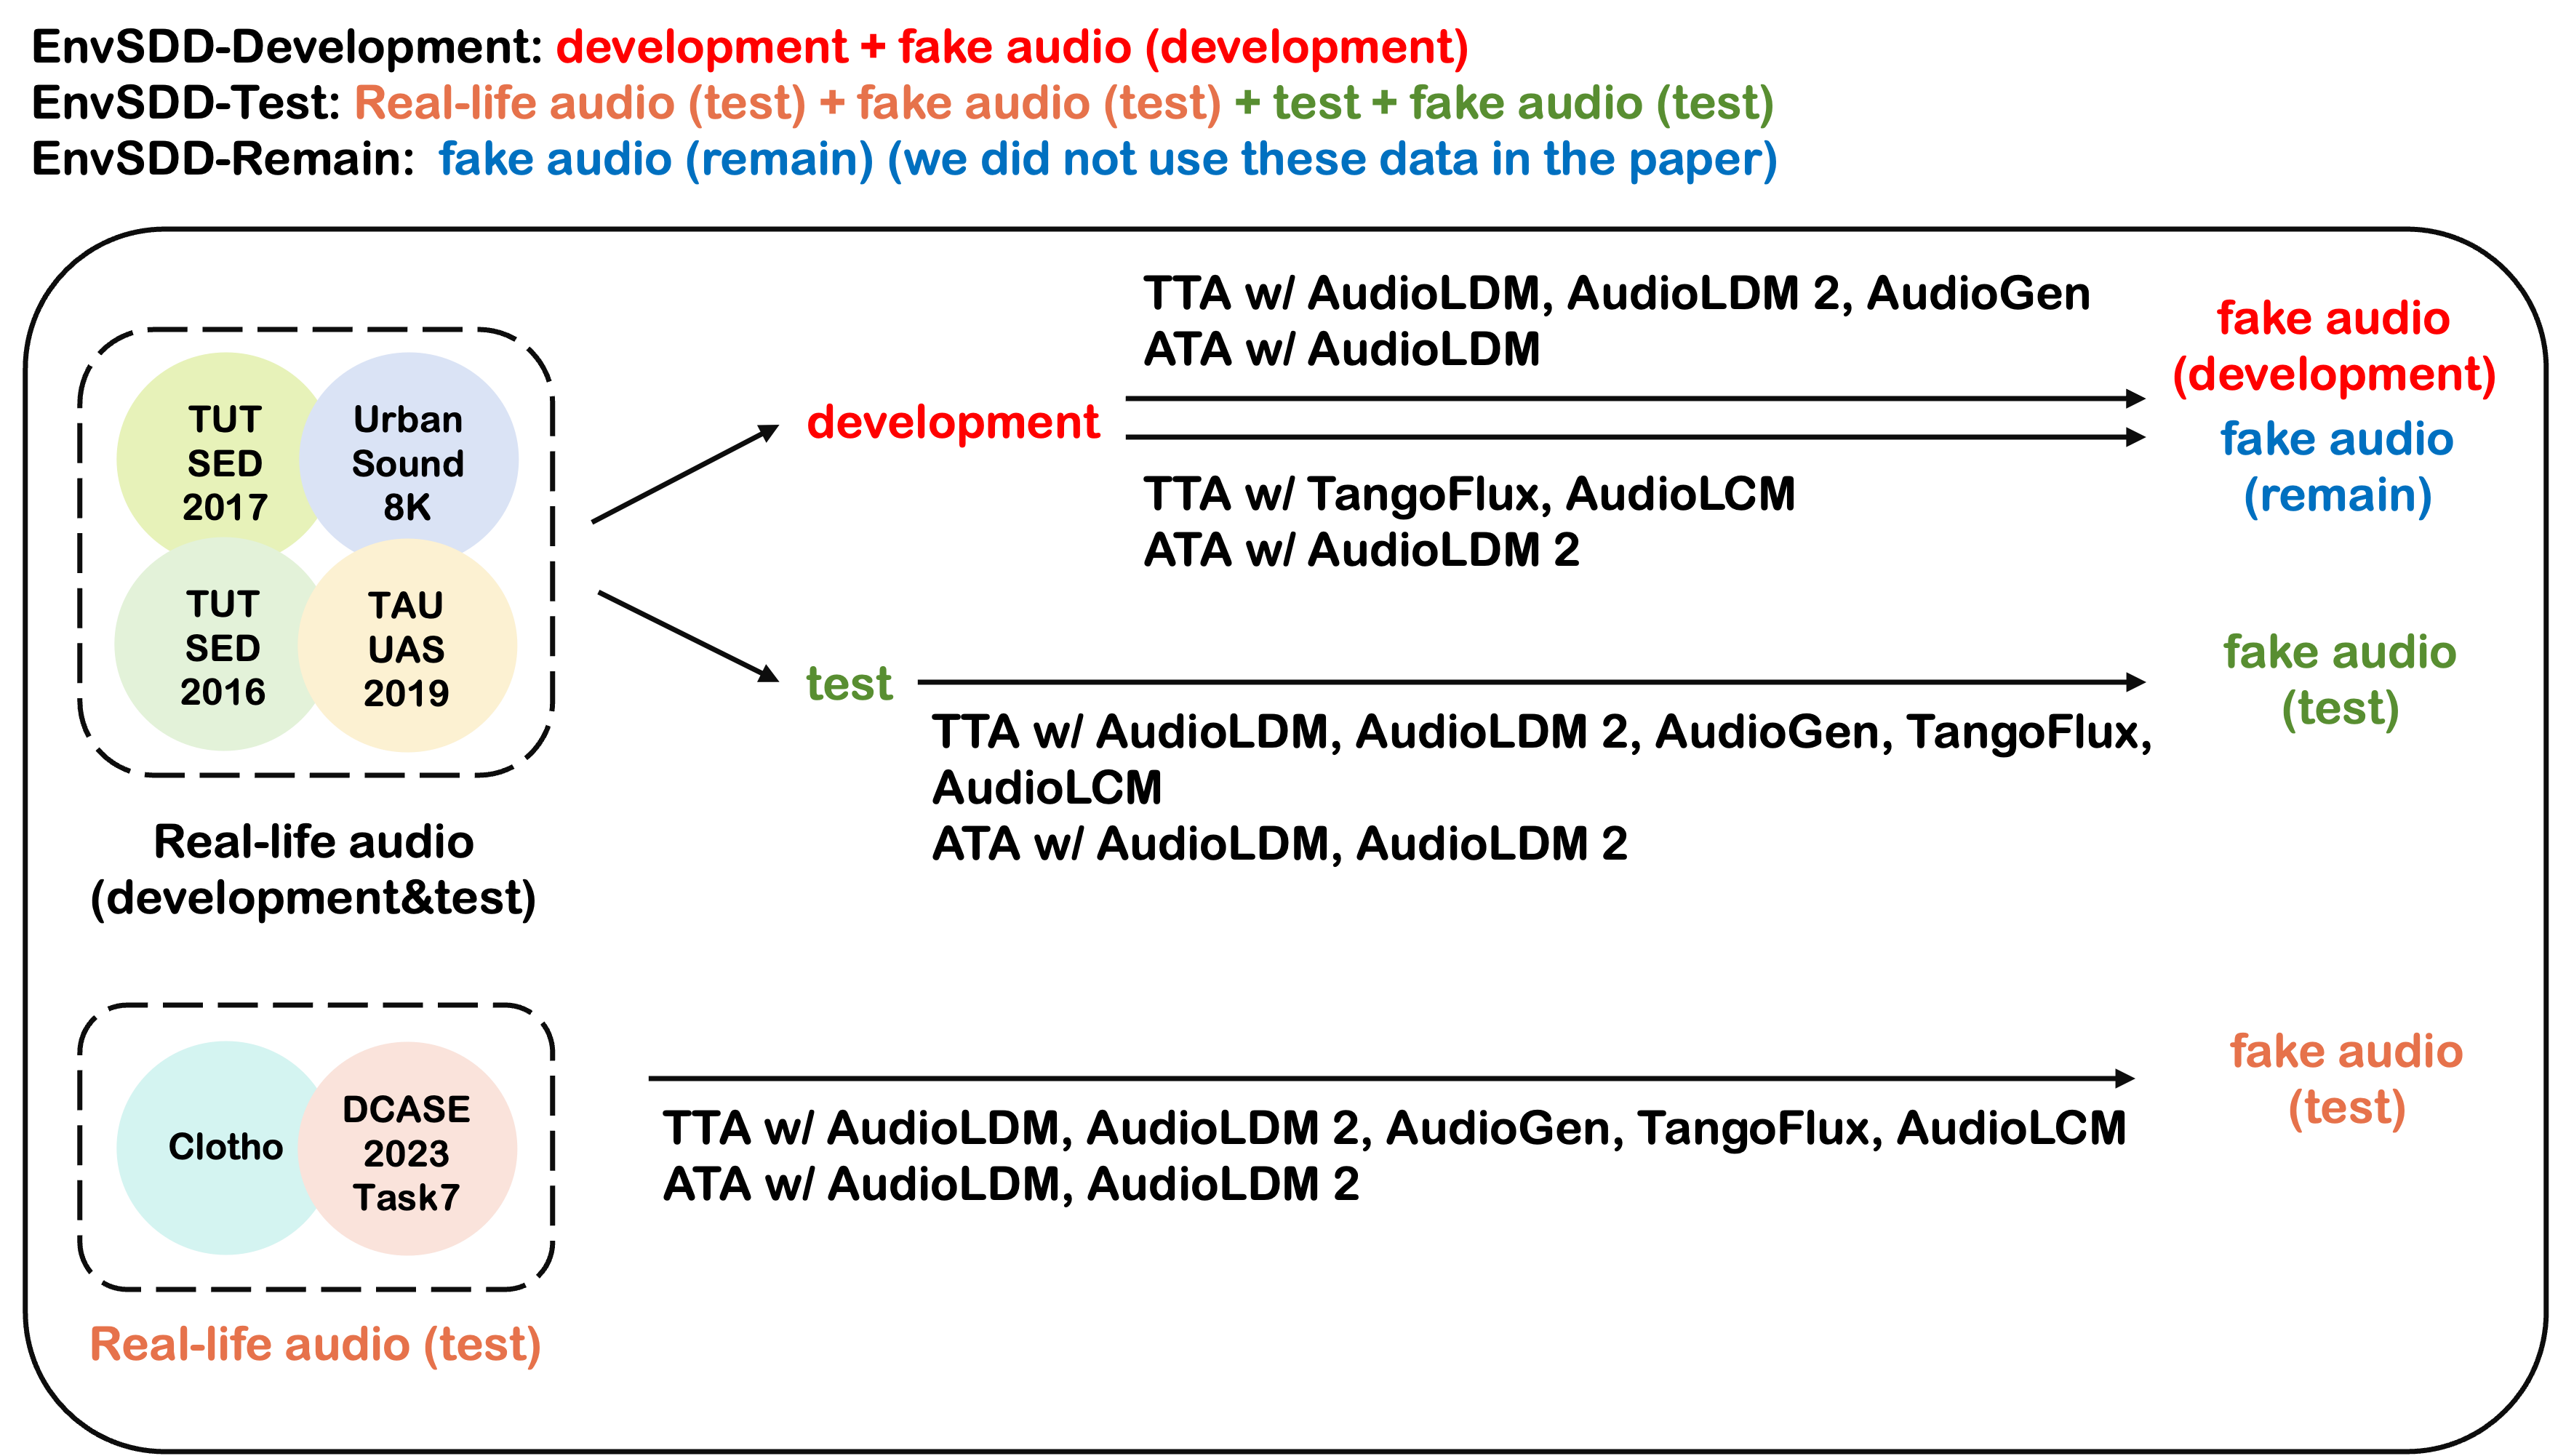 EnvSDD-Development: development + fake audio (development)
EnvSDD-Test: Real-life audio (test) + fake audio (test) + test + fake audio (test)
EnvSDD-Remain: fake audio (remain) (we did not use these data in the paper)
TUT
SED
2017
Urban
Sound
8K
TUT
SED
2016
TAU
UAS
2019
Real-life audio
(development&test)
development
TTA w/ AudioLDM, AudioLDM 2, AudioGen
ATA w/ AudioLDM
fake audio
(development)
TTA w/ TangoFlux, AudioLCM
ATA w/ AudioLDM 2
fake audio
(remain)
test
TTA w/ AudioLDM, AudioLDM 2, AudioGen, TangoFlux,
AudioLCM
ATA w/ AudioLDM, AudioLDM 2
fake audio
(test)
Clotho
DCASE
2023
Task7
Real-life audio (test)
TTA w/ AudioLDM, AudioLDM 2, AudioGen, TangoFlux, AudioLCM
ATA w/ AudioLDM, AudioLDM 2
fake audio
(test)